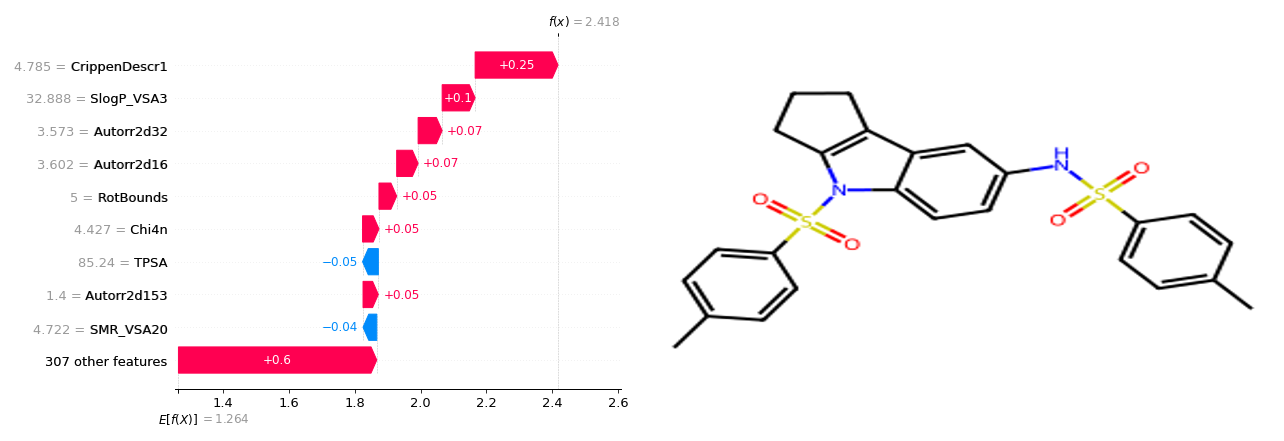 f(x) = 2.418
4.785 = CrippenDescr1
+0.25
32.888 = SlogP_VSA3
+0.1
3.573 = Autorr2d32
+0.07
3.602 = Autorr2d16
+0.07
5 = RotBounds
+0.05
4.427 = Chi4n
+0.05
85.24 = TPSA
−0.05
1.4 = Autorr2d153
+0.05
4.722 = SMR_VSA20
−0.04
307 other features
+0.6
1.4 1.6 1.8 2.0 2.2 2.4 2.6
E[f(X)] = 1.264
H
N
O
S
O
N
O
S
O